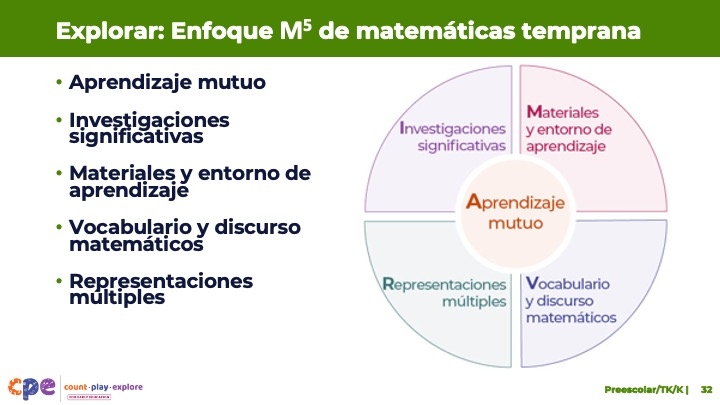 Explorar: Enfoque M⁵ de matemáticas temprana
• Aprendizaje mutuo
• Investigaciones
significativas
• Materiales y entorno de
aprendizaje
• Vocabulario y discurso
matemáticos
• Representaciones
múltiples
Investigaciones
significativas
Materiales
y entorno de
aprendizaje
Aprendizaje
mutuo
Representaciones
múltiples
Vocabulario
y discurso
matemáticos
cpe
count·play·explore
Preescolar/TK/K | 32